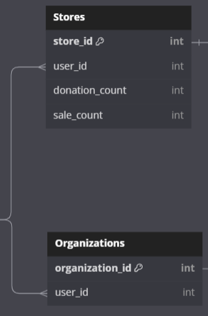 Stores
store_id int
user_id int
donation_count int
sale_count int
Organizations
organization_id int
user_id int